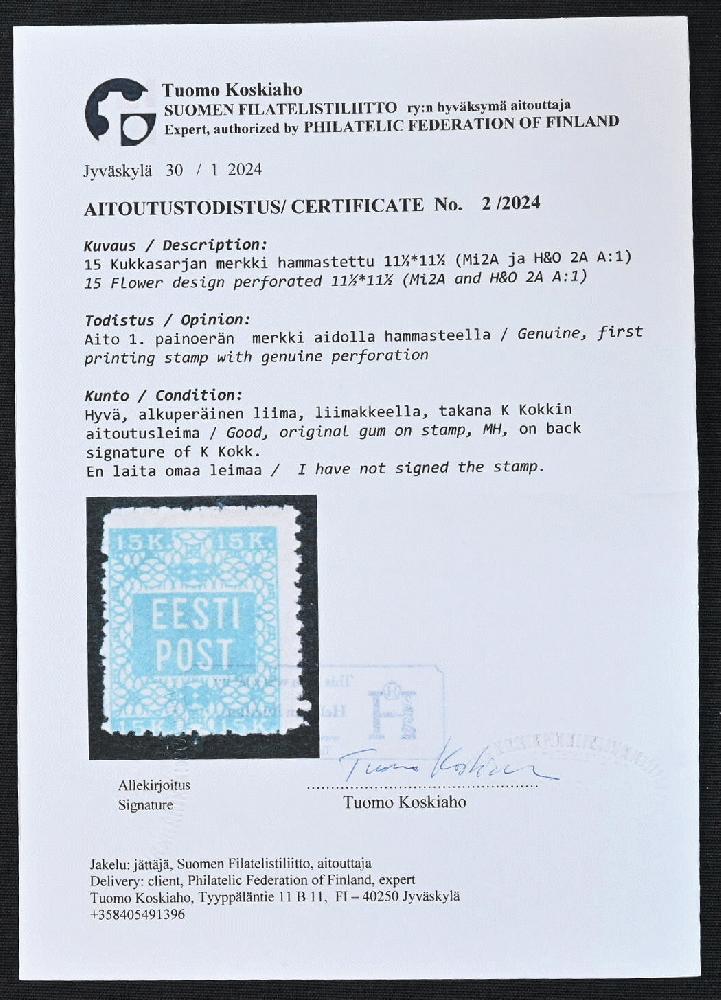 Tuomo Koskiaho
SUOMEN FILATELISTILIITTO ry:n hyväksymä aitouttaja
Expert, authorized by PHILATELIC FEDERATION OF FINLAND
Jyväskylä 30 / 1 2024
AITOUTUSTODISTUS/ CERTIFICATE No. 2 /2024
Kuvaus / Description:
15 Kukkasarjan merkki hammastettu 11½*11½ (Mi2A ja H&O 2A A:1)
15 Flower design perforated 11½*11½ (Mi2A and H&O 2A A:1)
Todistus / Opinion:
Aito 1. painoerän merkki aidolla hammasteella / Genuine, first
printing stamp with genuine perforation
Kunto / Condition:
Hyvä, alkuperäinen liima, liimakkeella, takana K Kokkin
aitoutusleima / Good, original gum on stamp, MH, on back
signature of K Kokk.
En laita omaa leimaa / I have not signed the stamp.
15K. 15K.
EESTI
POST
15K. 15K.
This
H
Tuomo Koskiaho
Allekirjoitus
Signature
Tuomo Koskiaho
Jakelu: jättäjä, Suomen Filatelistiliitto, aitouttaja
Delivery: client, Philatelic Federation of Finland, expert
Tuomo Koskiaho, Tyyppäläntie 11 B 11, FI – 40250 Jyväskylä
+358405491396